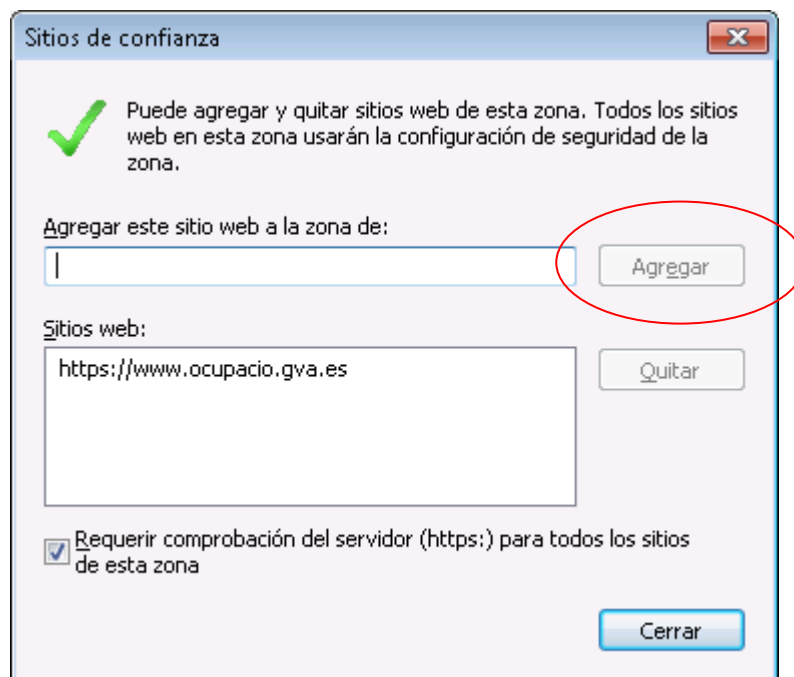 Sitios de confianza
Puede agregar y quitar sitios web de esta zona. Todos los sitios
web en esta zona usarán la configuración de seguridad de la
zona.
Agregar este sitio web a la zona de:
Agregar
Sitios web:
https://www.ocupacio.gva.es
Quitar
Requerir comprobación del servidor (https:) para todos los sitios
de esta zona
Cerrar